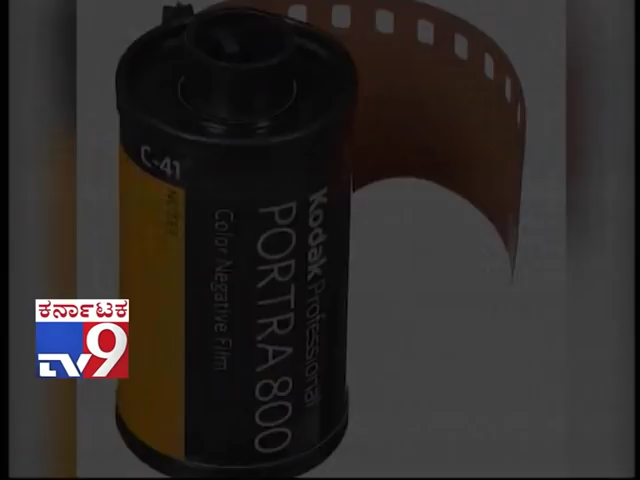 C-41
Kodak Professional
PORTRA 800
Color Negative Film
ಕರ್ನಾಟಕ
TV9